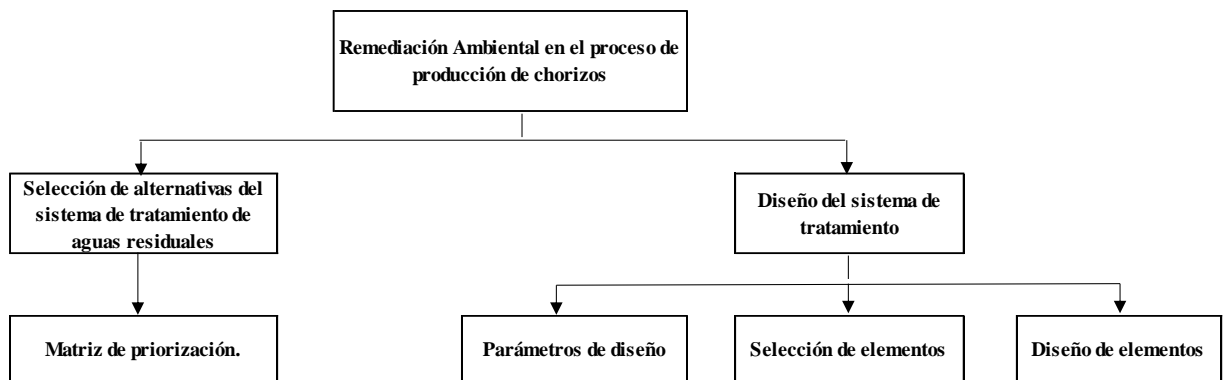 Remediación Ambiental en el proceso de
producción de chorizos
Selección de alternativas del
sistema de tratamiento de
aguas residuales
Diseño del sistema de
tratamiento
Matriz de priorización.
Parámetros de diseño
Selección de elementos
Diseño de elementos